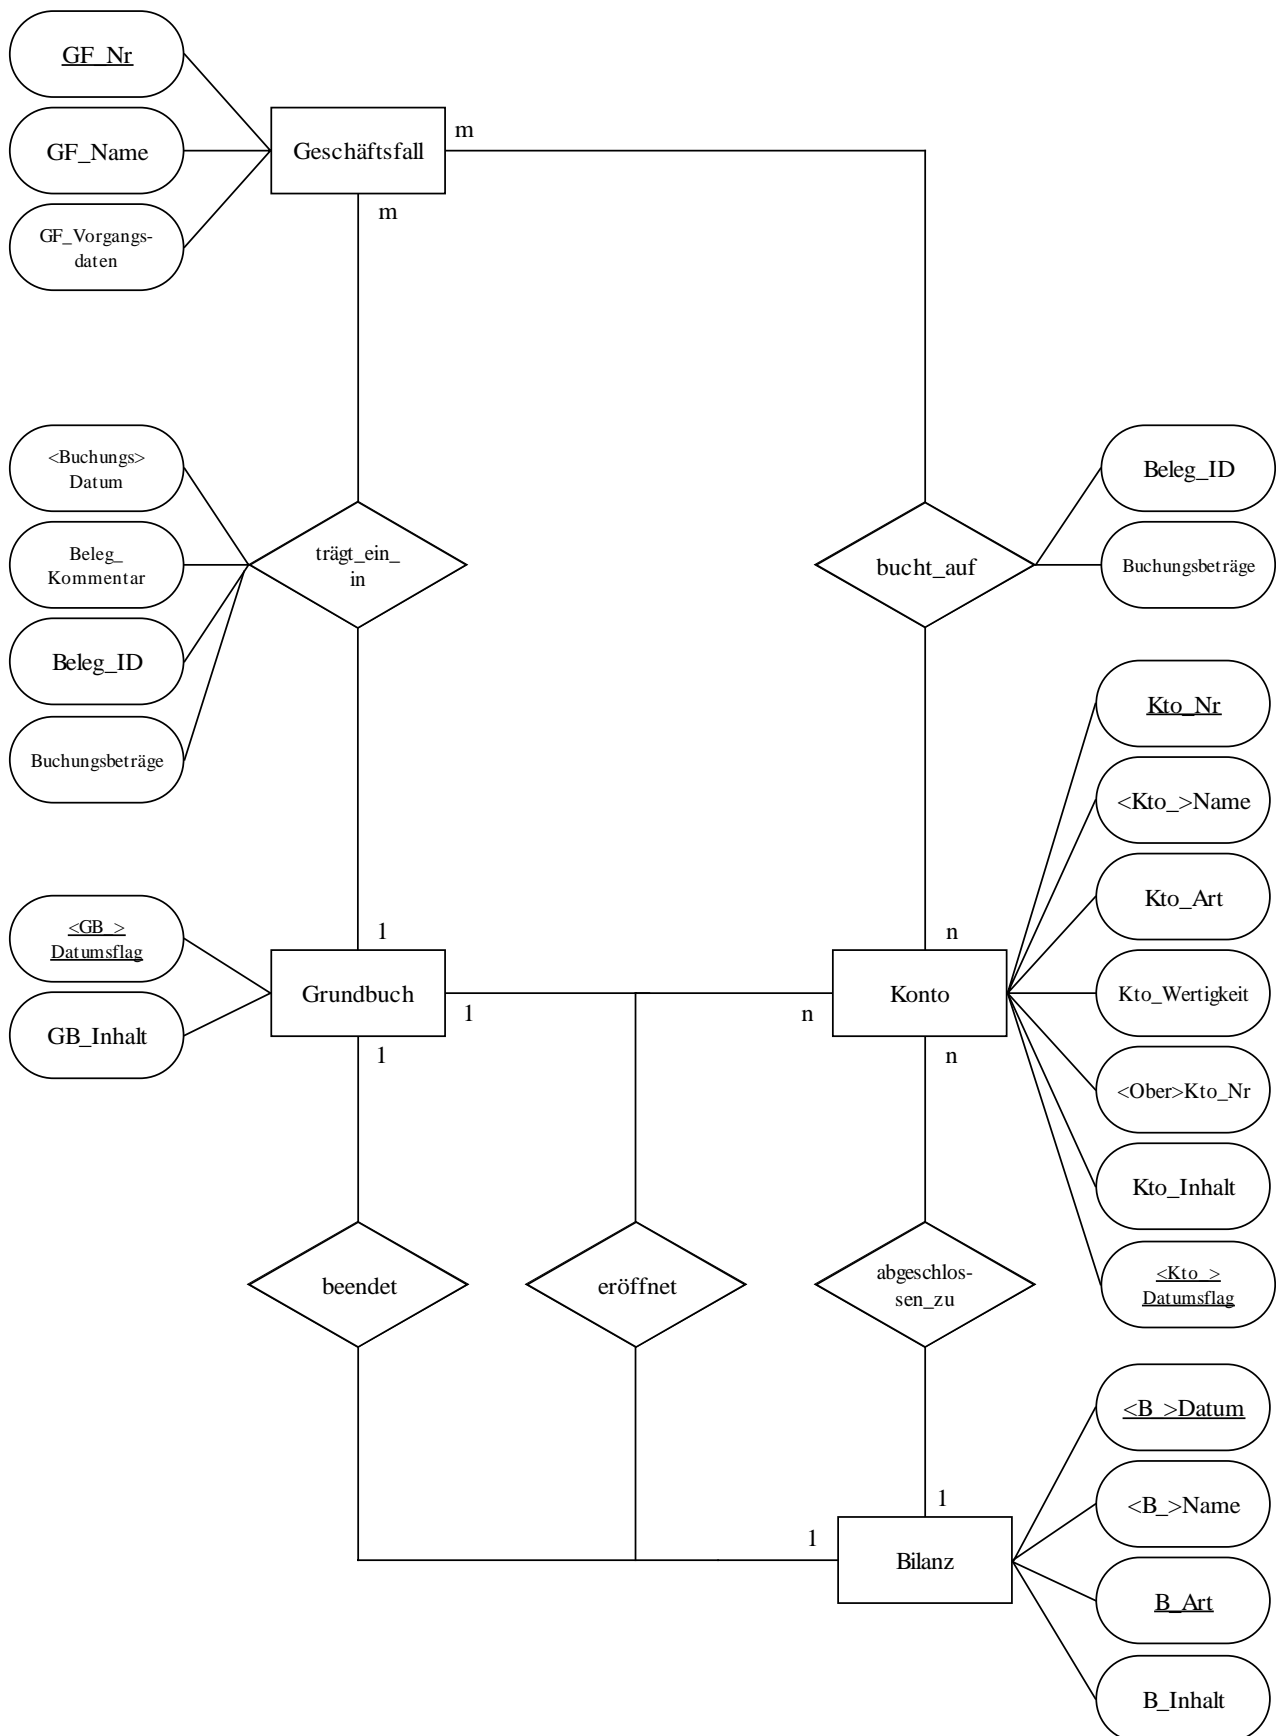 GF_Nr
GF_Name
GF_Vorgangs-
daten
Geschäftsfall
m
m
<Buchungs>
Datum
Beleg_
Kommentar
Beleg_ID
Buchungsbeträge
trägt_ein_
in
bucht_auf
Beleg_ID
Buchungsbeträge
Kto_Nr
<Kto_>Name
Kto_Art
Kto_Wertigkeit
<Ober>Kto_Nr
Kto_Inhalt
<Kto_>
Datumsflag
<GB_>
Datumsflag
GB_Inhalt
1
Grundbuch
1
1
n
Konto
n
n
beendet
eröffnet
abgeschlos-
sen_zu
1
1
Bilanz
<B_>Datum
<B_>Name
B_Art
B_Inhalt